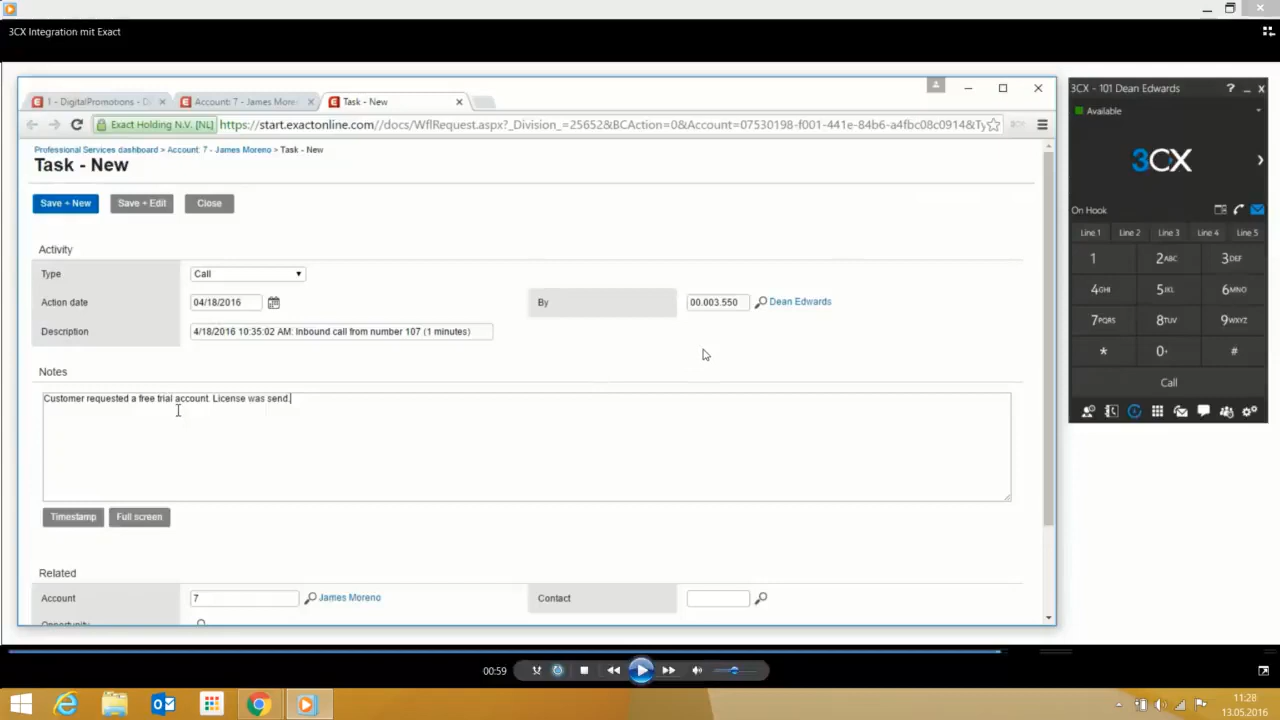 3CX Integration mit Exact
1 - DigitalPromotions - D
Account: 7 - James More
Task - New
Exact Holding N.V. [NL]
https://start.exactonline.com//docs/WflRequest.aspx?_Division_=25652&BCAction=0&Account=07530198-f001-441e-84b6-a4fbc08c0914&Ty
Professional Services dashboard > Account: 7 - James Moreno > Task - New
Task - New
Save + New
Save + Edit
Close
Activity
Type
Call
Action date
04/18/2016
By
00.003.550
Dean Edwards
Description
4/18/2016 10:35:02 AM: Inbound call from number 107 (1 minutes)
Notes
Customer requested a free trial account. License was send.
Timestamp
Full screen
Related
Account
7
James Moreno
Contact
Opportunity
3CX - 101 Dean Edwards
?
Available
3CX
On Hook
Line 1
Line 2
Line 3
Line 4
Line 5
1
2ABC
3DEF
4GHI
5JKL
6MNO
7PQRS
8TUV
9WXYZ
*
0+
#
Call
00:59
11:28
13.05.2016